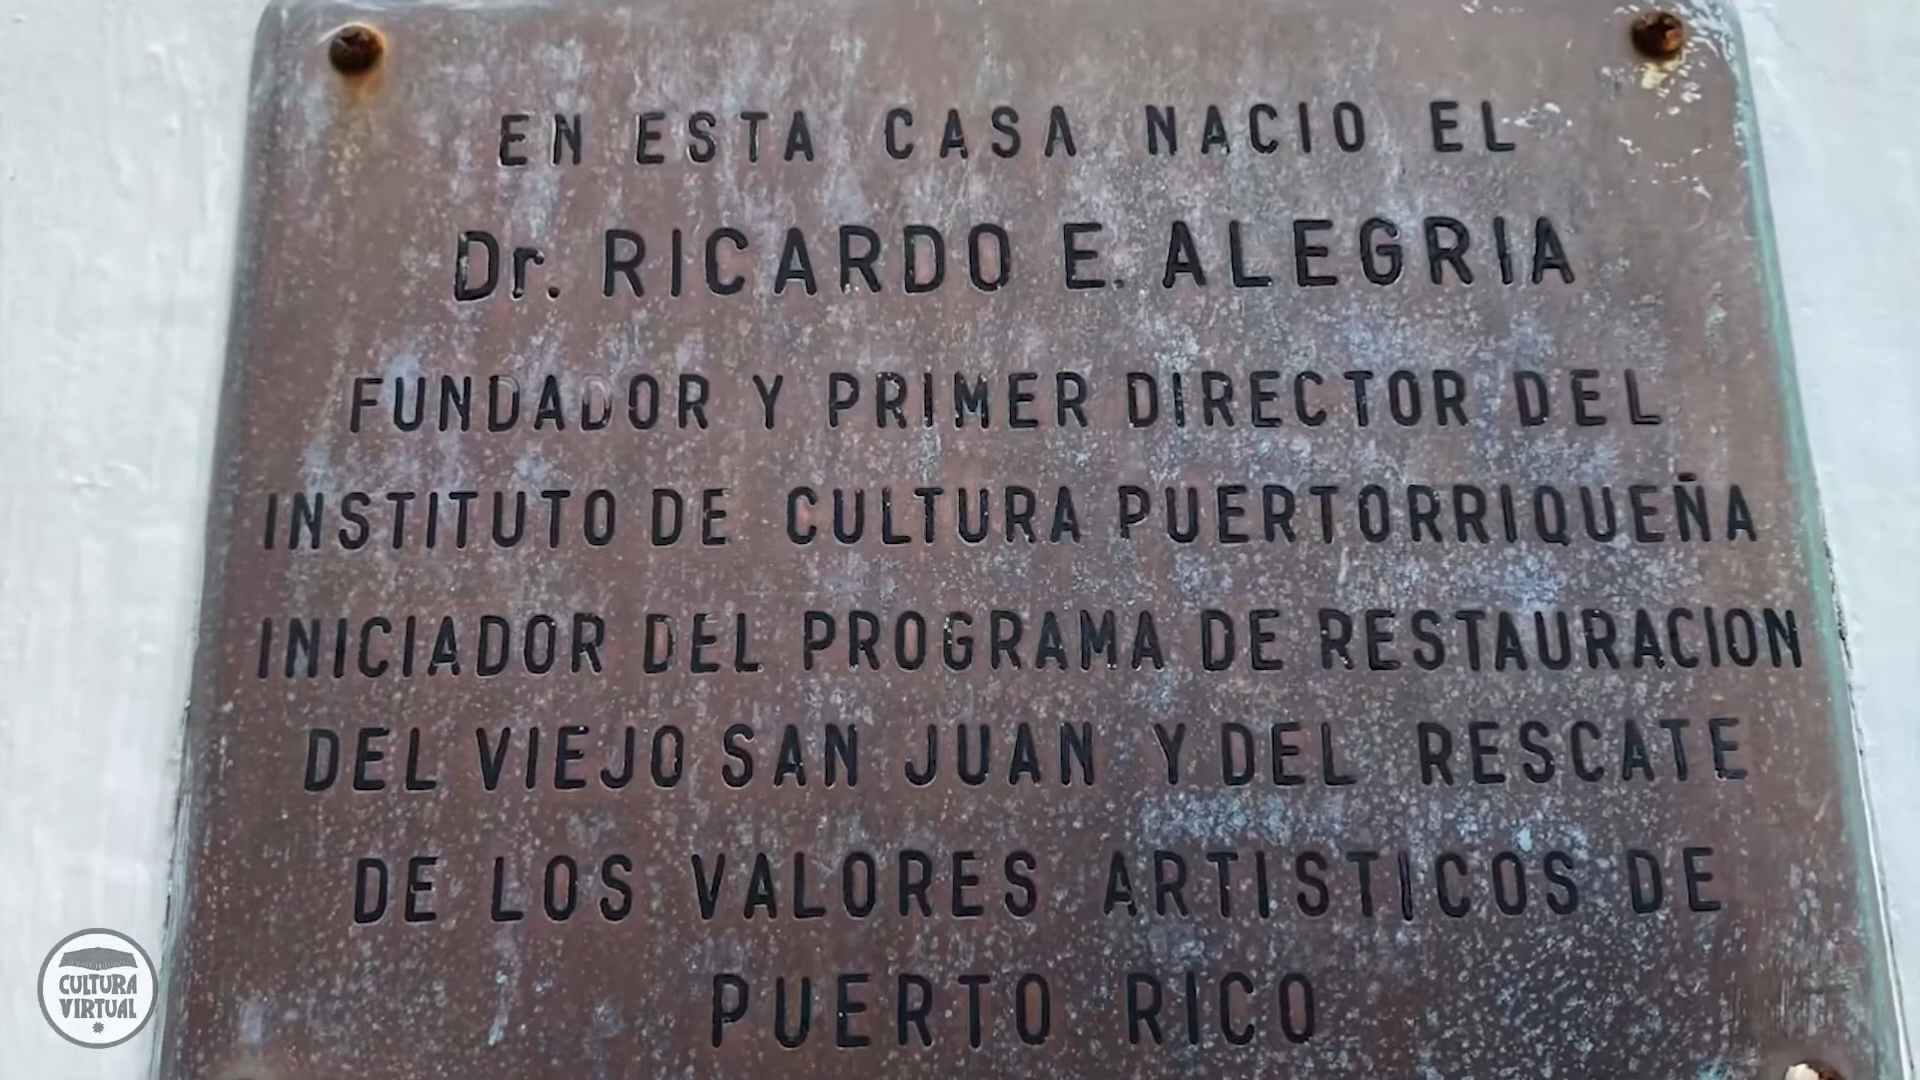 EN ESTA CASA NACIO EL
Dr. RICARDO E. ALEGRIA
FUNDADOR Y PRIMER DIRECTOR DEL
INSTITUTO DE CULTURA PUERTORRIQUEÑA
INICIADOR DEL PROGRAMA DE RESTAURACION
DEL VIEJO SAN JUAN Y DEL RESCATE
DE LOS VALORES ARTISTICOS DE
PUERTO RICO
CULTURA
VIRTUAL